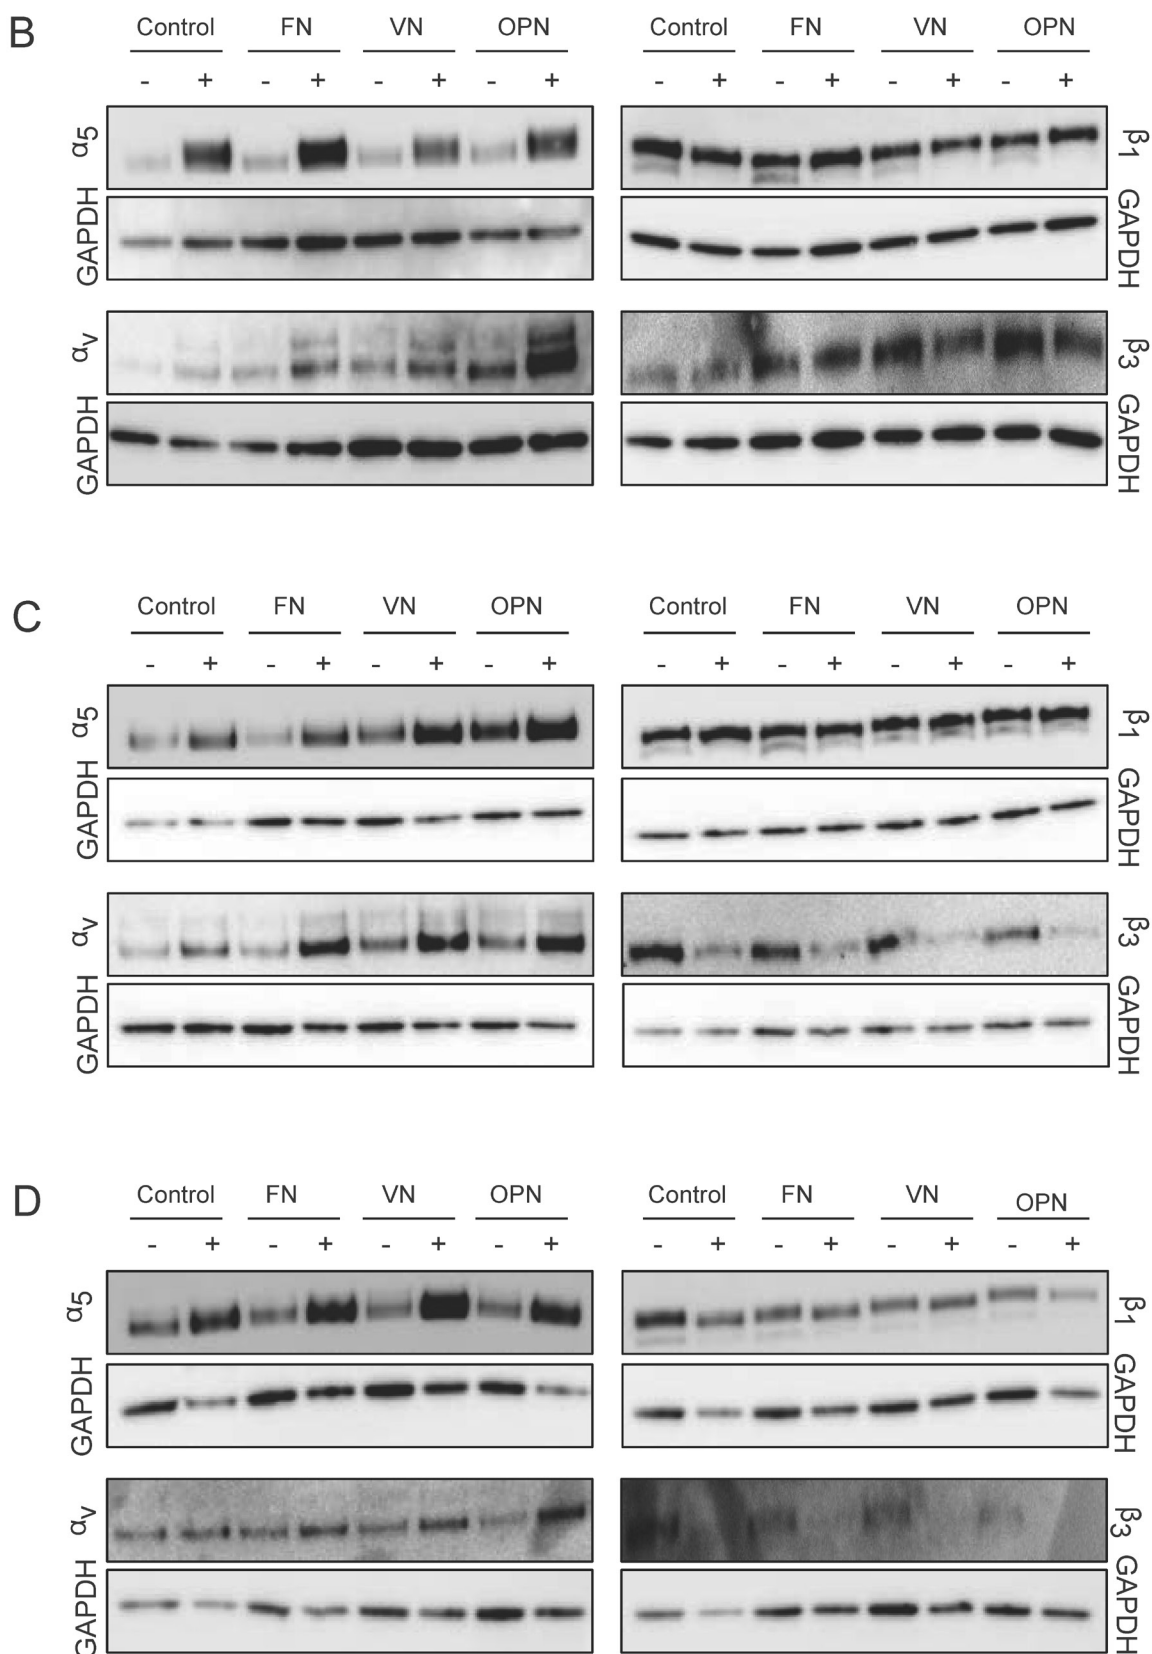 B
Control FN VN OPN Control FN VN OPN
- + - + - + - + - + - + - + - +
α5 β1
GAPDH GAPDH
αv β3
GAPDH GAPDH
C
Control FN VN OPN Control FN VN OPN
- + - + - + - + - + - + - + - +
α5 β1
GAPDH GAPDH
αv β3
GAPDH GAPDH
D
Control FN VN OPN Control FN VN OPN
- + - + - + - + - + - + - + - +
α5 β1
GAPDH GAPDH
αv β3
GAPDH GAPDH